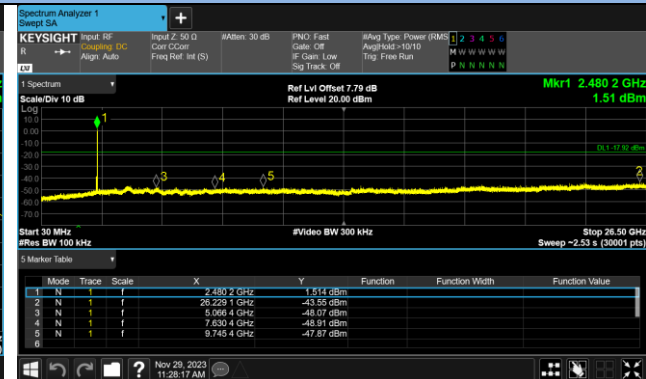 Spectrum Analyzer 1
Swept SA
+
KEYSIGHT Input: RF Input Z: 50 Ω #Atten: 30 dB PNO: Fast #Avg Type: Power (RMS) 1 2 3 4 5 6
R Coupling: DC Corr CCorr Gate: Off Avg|Hold:>10/10 M W W W W W
Align: Auto Freq Ref: Int (S) IF Gain: Low Trig: Free Run
LXI Sig Track: Off P N N N N N
1 Spectrum Ref Lvl Offset 7.79 dB Mkr1 2.480 2 GHz
Scale/Div 10 dB Ref Level 20.00 dBm 1.51 dBm
Log
10.0
0.00
-10.0
-20.0
-30.0
-40.0
-50.0
-60.0
-70.0
1
DL1 -17.92 dBm
3 4 5 2
Start 30 MHz #Video BW 300 kHz Stop 26.50 GHz
#Res BW 100 kHz Sweep ~2.53 s (30001 pts)
5 Marker Table
Mode Trace Scale X Y Function Function Width Function Value
1 N 1 f 2.480 2 GHz 1.514 dBm
2 N 1 f 26.229 1 GHz -43.55 dBm
3 N 1 f 5.066 4 GHz -48.07 dBm
4 N 1 f 7.630 4 GHz -48.91 dBm
5 N 1 f 9.745 4 GHz -47.87 dBm
6
? Nov 29, 2023
11:28:17 AM